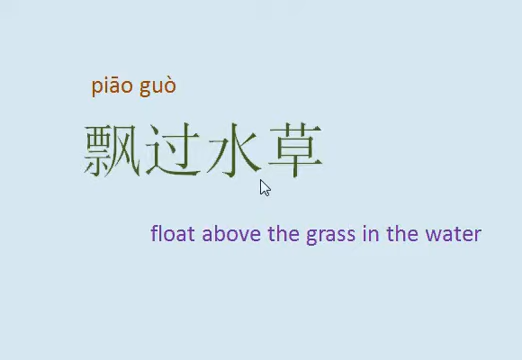 piāo guò
飘过水草
float above the grass in the water